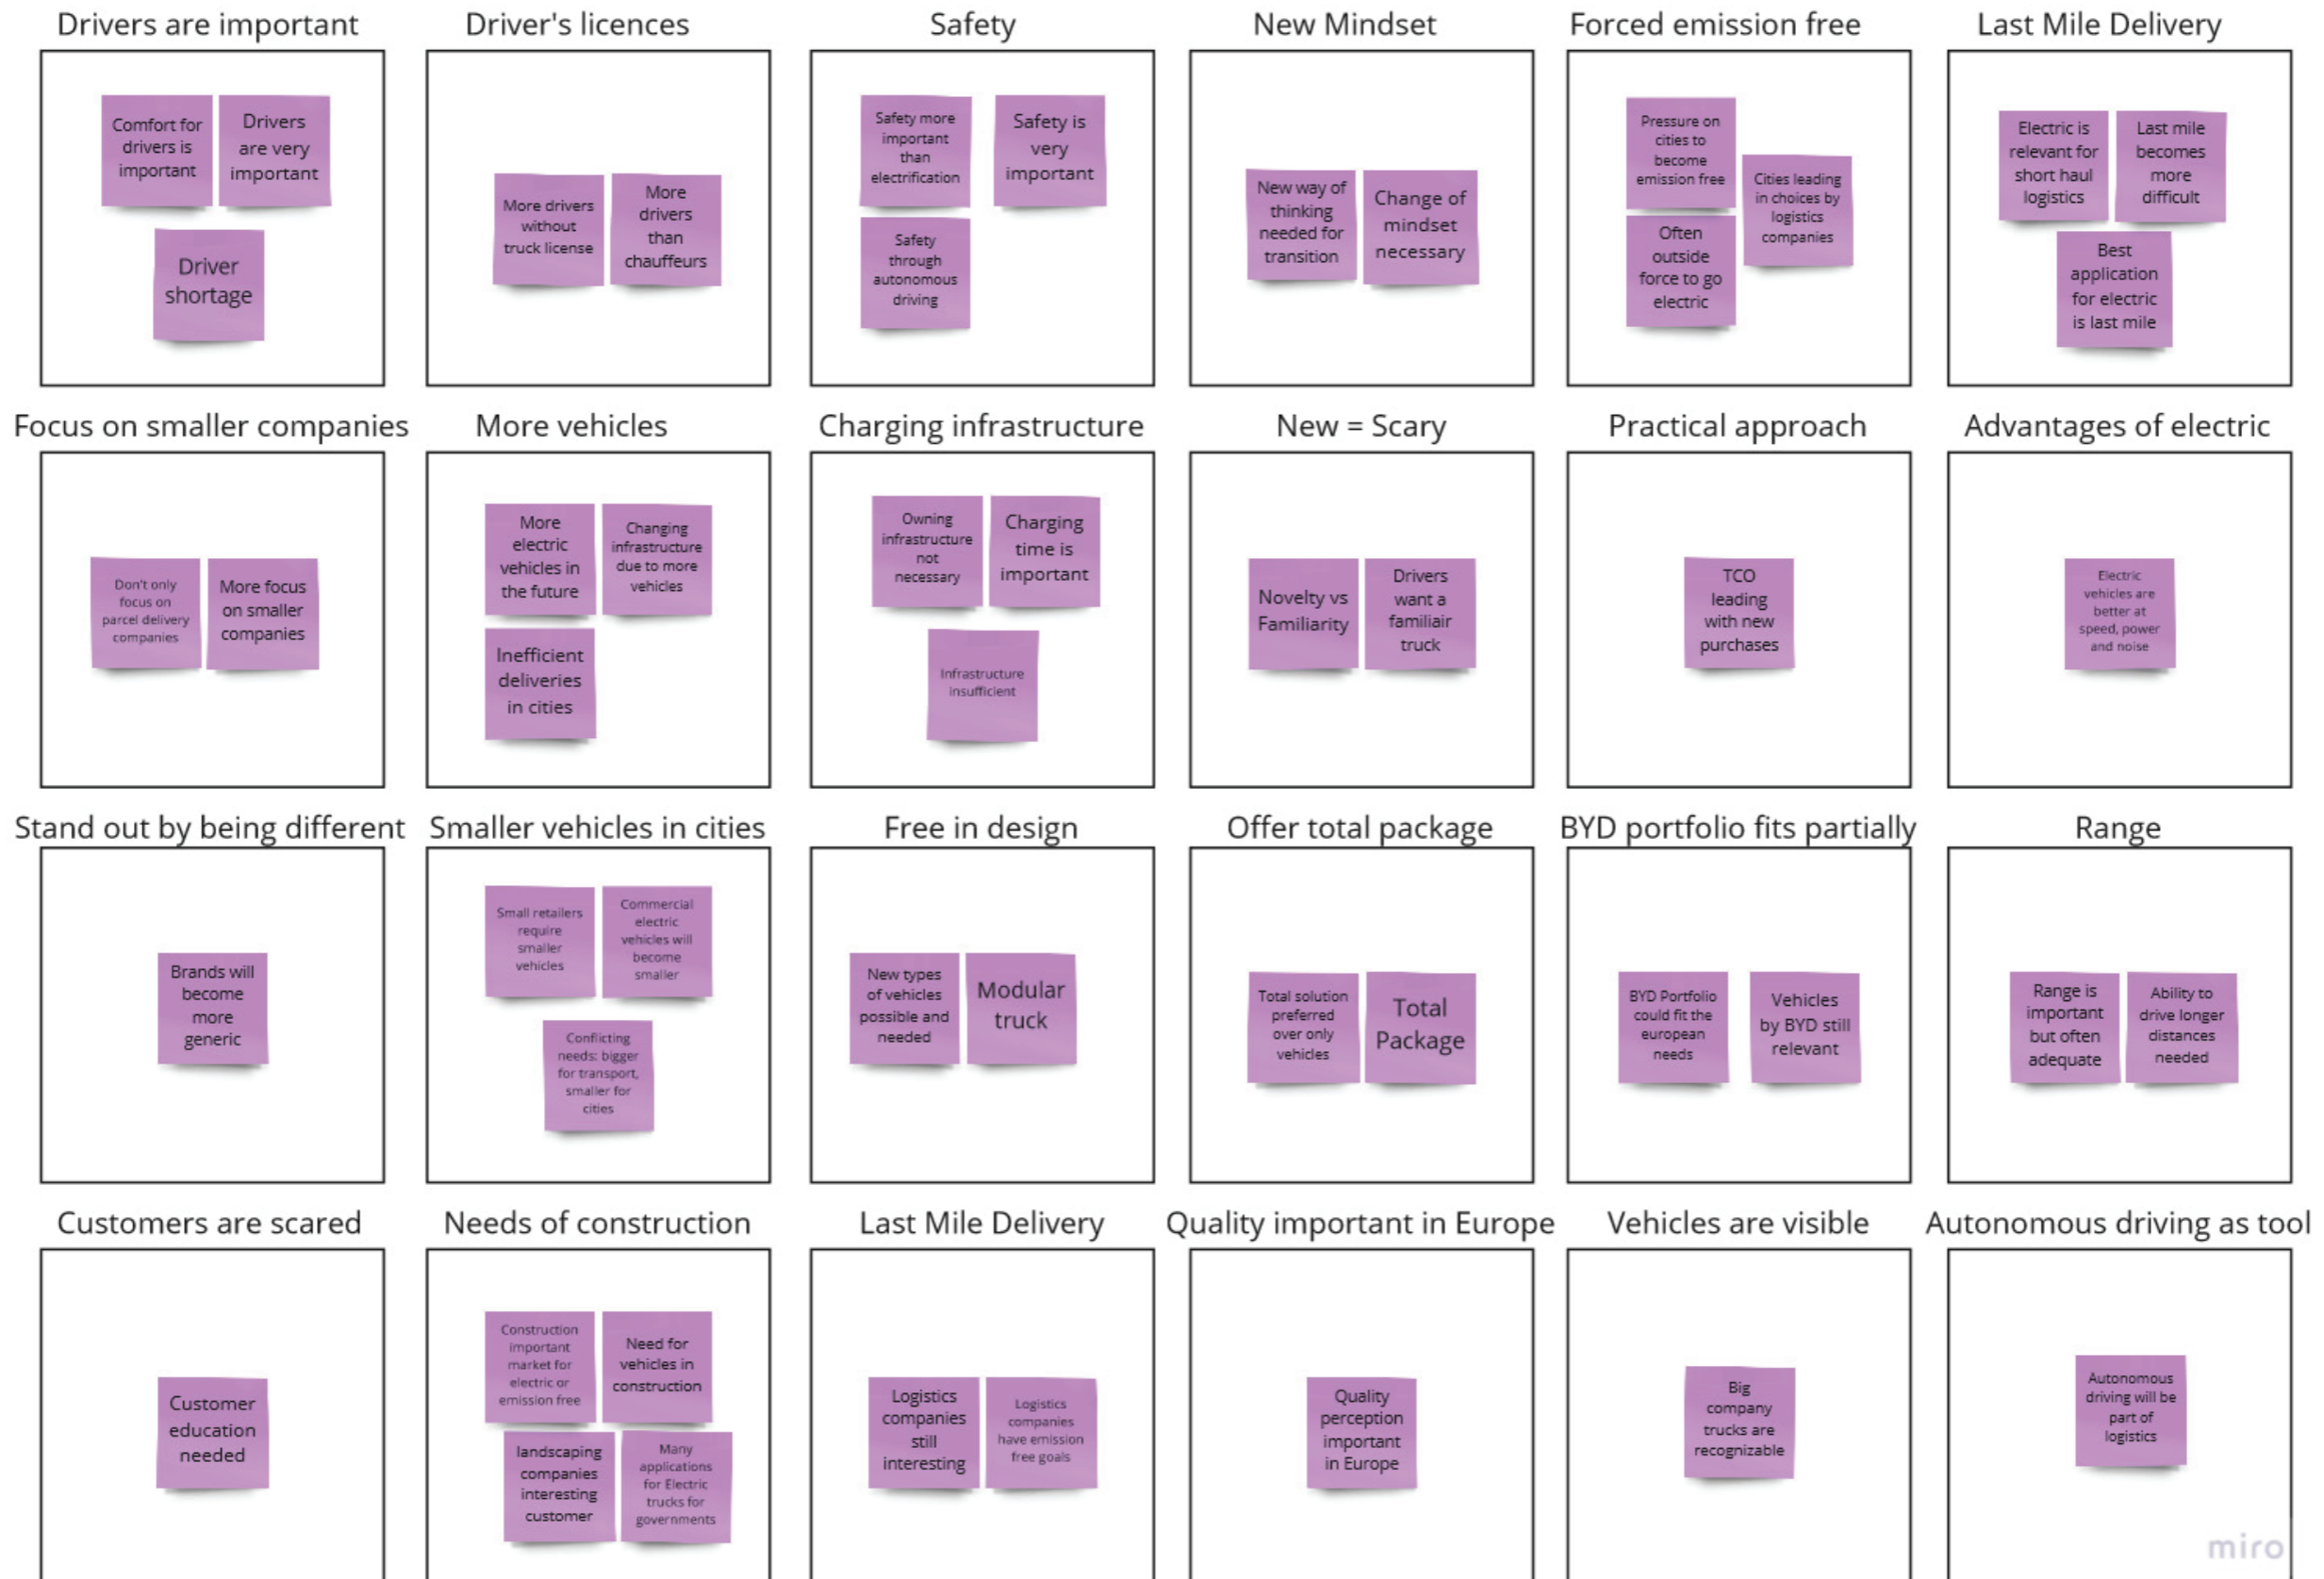 Drivers are important
Driver's licences
Safety
New Mindset
Forced emission free
Last Mile Delivery
Comfort for
drivers is
important
Drivers
are very
important
Driver
shortage
More drivers
without
truck license
More
drivers
than
chauffeurs
Safety more
important
than
electrification
Safety is
very
important
Safety
through
autonomous
driving
New way of
thinking
needed for
transition
Change of
mindset
necessary
Pressure on
cities to
become
emission free
Cities leading
in choices by
logistics
companies
Often
outside
force to go
electric
Electric is
relevant for
short haul
logistics
Last mile
becomes
more
difficult
Best
application
for electric
is last mile
Focus on smaller companies
More vehicles
Charging infrastructure
New = Scary
Practical approach
Advantages of electric
Don't only
focus on
parcel delivery
companies
More focus
on smaller
companies
More
electric
vehicles in
the future
Changing
infrastructure
due to more
vehicles
Inefficient
deliveries
in cities
Owning
infrastructure
not
necessary
Charging
time is
important
Infrastructure
insufficient
Novelty vs
Familiarity
Drivers
want a
familiair
truck
TCO
leading
with new
purchases
Electric
vehicles are
better at
speed, power
and noise
Stand out by being different
Smaller vehicles in cities
Free in design
Offer total package
BYD portfolio fits partially
Range
Brands will
become
more
generic
Small retailers
require
smaller
vehicles
Commercial
electric
vehicles will
become
smaller
Conflicting
needs: bigger
for transport,
smaller for
cities
New types
of vehicles
possible and
needed
Modular
truck
Total solution
preferred
over only
vehicles
Total
Package
BYD Portfolio
could fit the
european
needs
Vehicles
by BYD still
relevant
Range is
important
but often
adequate
Ability to
drive longer
distances
needed
Customers are scared
Needs of construction
Last Mile Delivery
Quality important in Europe
Vehicles are visible
Autonomous driving as tool
Customer
education
needed
Construction
important
market for
electric or
emission free
Need for
vehicles in
construction
landscaping
companies
interesting
customer
Many
applications
for Electric
trucks for
governments
Logistics
companies
still
interesting
Logistics
companies
have emission
free goals
Quality
perception
important
in Europe
Big
company
trucks are
recognizable
Autonomous
driving will be
part of
logistics
miro